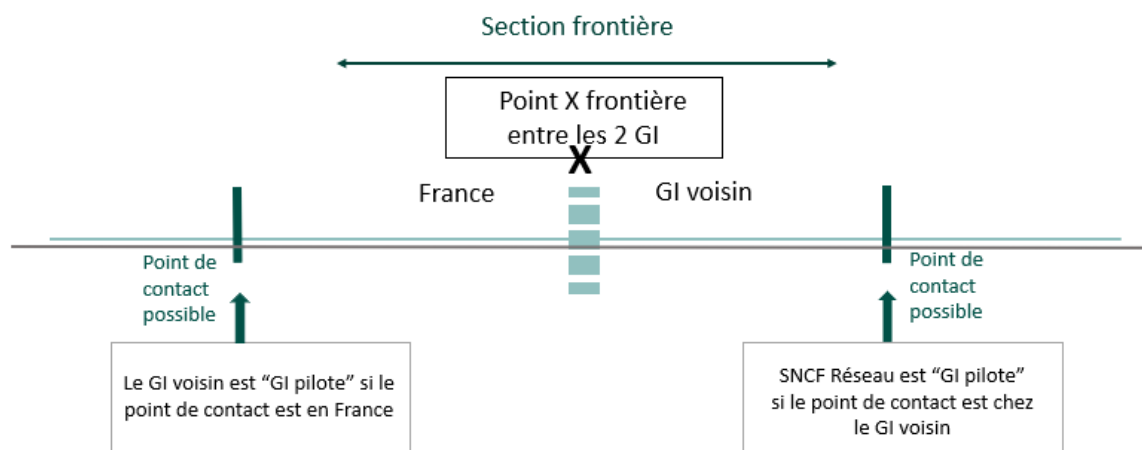 Section frontière
Point X frontière
entre les 2 GI
X
France
GI voisin
Point de
contact
possible
Point de
contact
possible
Le GI voisin est “GI pilote” si le
point de contact est en France
SNCF Réseau est “GI pilote”
si le point de contact est chez
le GI voisin